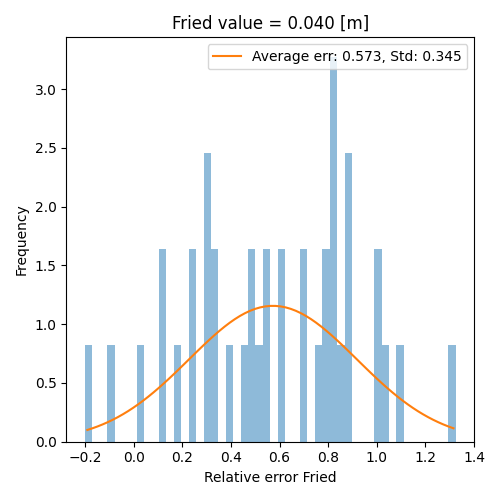 Fried value = 0.040 [m]
Average err: 0.573, Std: 0.345
Frequency
3.0
2.5
2.0
1.5
1.0
0.5
0.0
−0.2 0.0 0.2 0.4 0.6 0.8 1.0 1.2 1.4
Relative error Fried